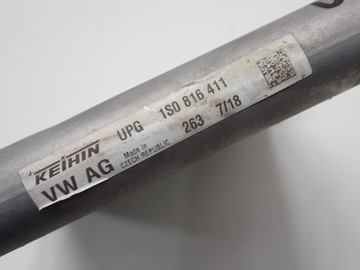 KEIHIN UPG 1S0 816 411
VW AG Made in CZECH REPUBLIC 263 7/18